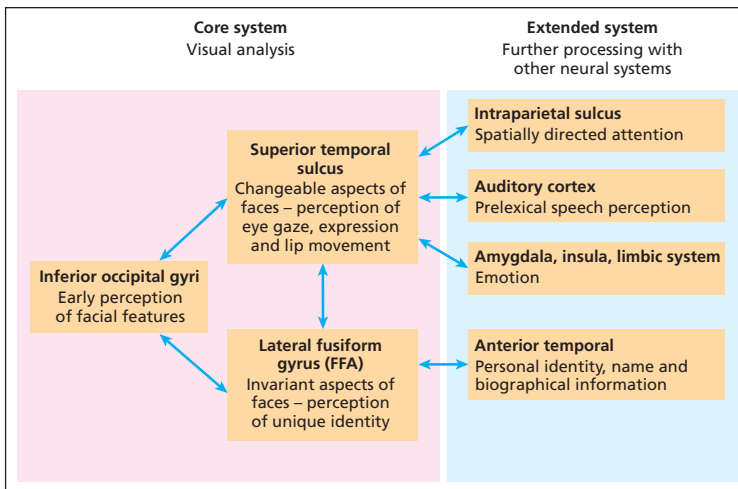 Core system
Visual analysis
Extended system
Further processing with
other neural systems
Inferior occipital gyri
Early perception
of facial features
Superior temporal
sulcus
Changeable aspects of
faces – perception of
eye gaze, expression
and lip movement
Lateral fusiform
gyrus (FFA)
Invariant aspects of
faces – perception
of unique identity
Intraparietal sulcus
Spatially directed attention
Auditory cortex
Prelexical speech perception
Amygdala, insula, limbic system
Emotion
Anterior temporal
Personal identity, name and
biographical information